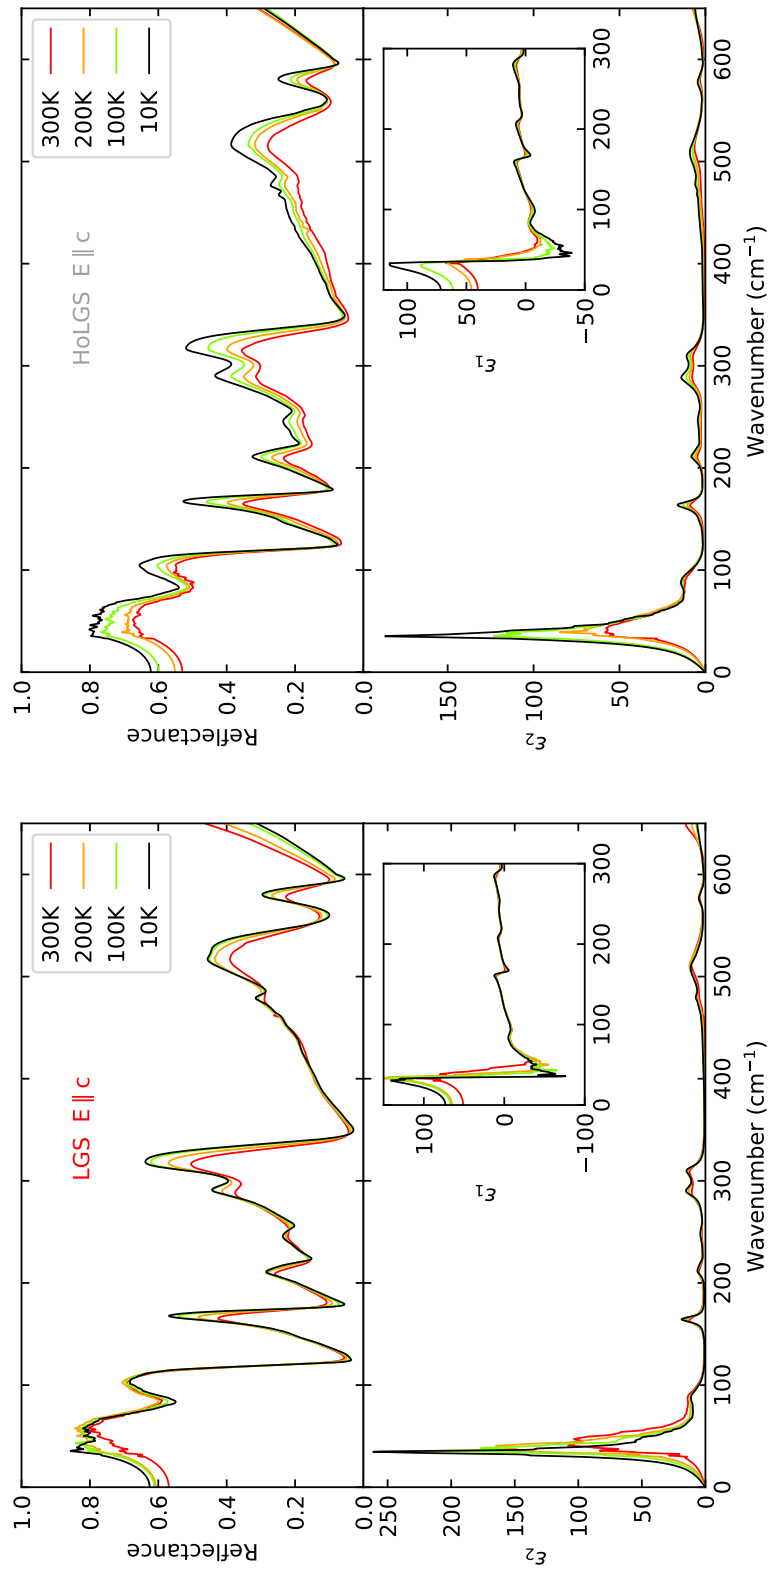 LGS E ∥ c
300K
200K
100K
10K
Reflectance
1.0
0.8
0.6
0.4
0.2
0.0
ε₂
250
200
150
100
50
0
ε₁
100
0
−100
0 100 200 300
0 100 200 300 400 500 600
Wavenumber (cm⁻¹)
HoLGS E ∥ c
300K
200K
100K
10K
Reflectance
1.0
0.8
0.6
0.4
0.2
0.0
ε₂
150
100
50
0
ε₁
100
50
0
−50
0 100 200 300
0 100 200 300 400 500 600
Wavenumber (cm⁻¹)